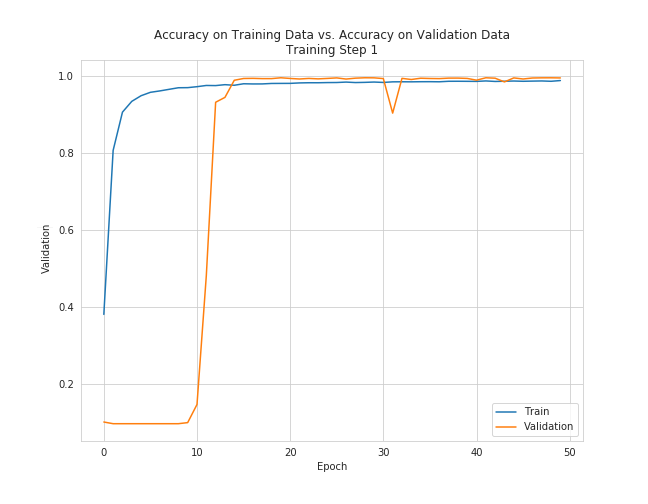 Accuracy on Training Data vs. Accuracy on Validation Data
Training Step 1
1.0
0.8
0.6
0.4
0.2
Validation
0
10
20
30
40
50
Epoch
Train
Validation